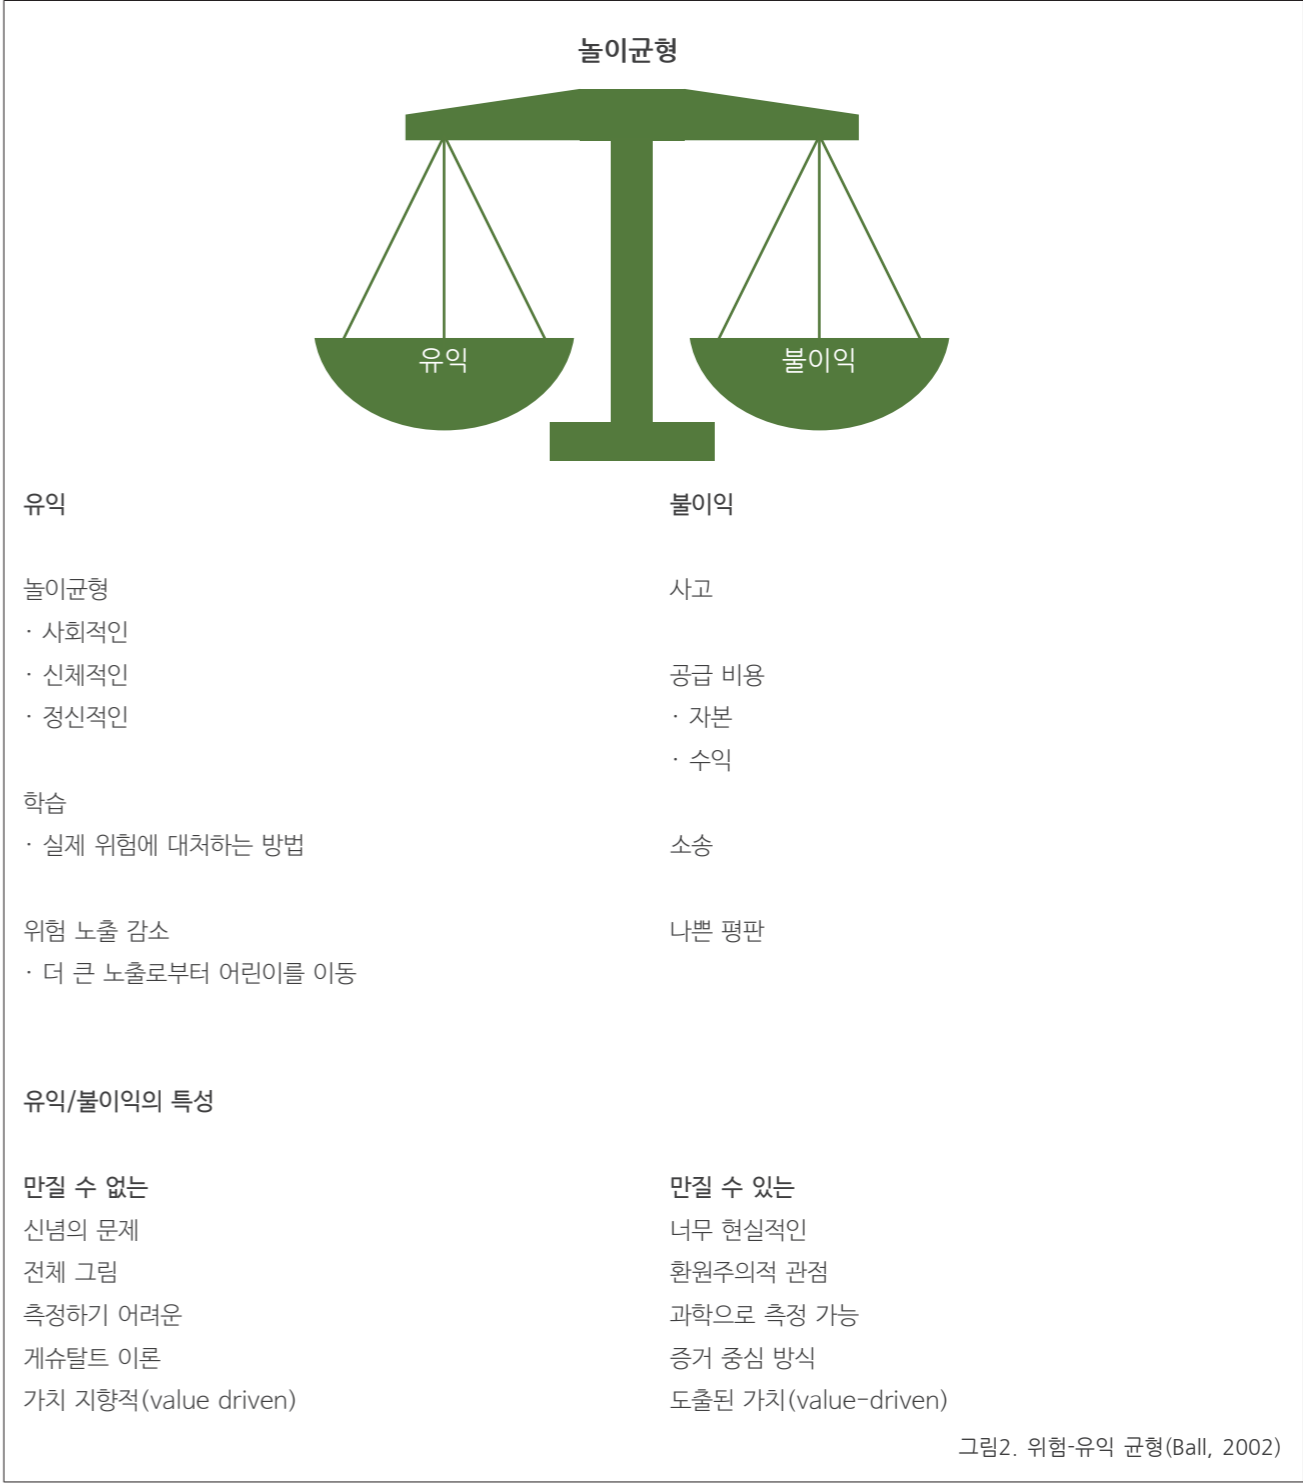 놀이균형
유익
불이익
유익
놀이균형
· 사회적인
· 신체적인
· 정신적인
학습
· 실제 위험에 대처하는 방법
위험 노출 감소
· 더 큰 노출로부터 어린이를 이동
불이익
사고
공급 비용
· 자본
· 수익
소송
나쁜 평판
유익/불이익의 특성
만질 수 없는
신념의 문제
전체 그림
측정하기 어려운
게슈탈트 이론
가치 지향적(value driven)
만질 수 있는
너무 현실적인
환원주의적 관점
과학으로 측정 가능
증거 중심 방식
도출된 가치(value-driven)
그림2. 위험-유익 균형(Ball, 2002)